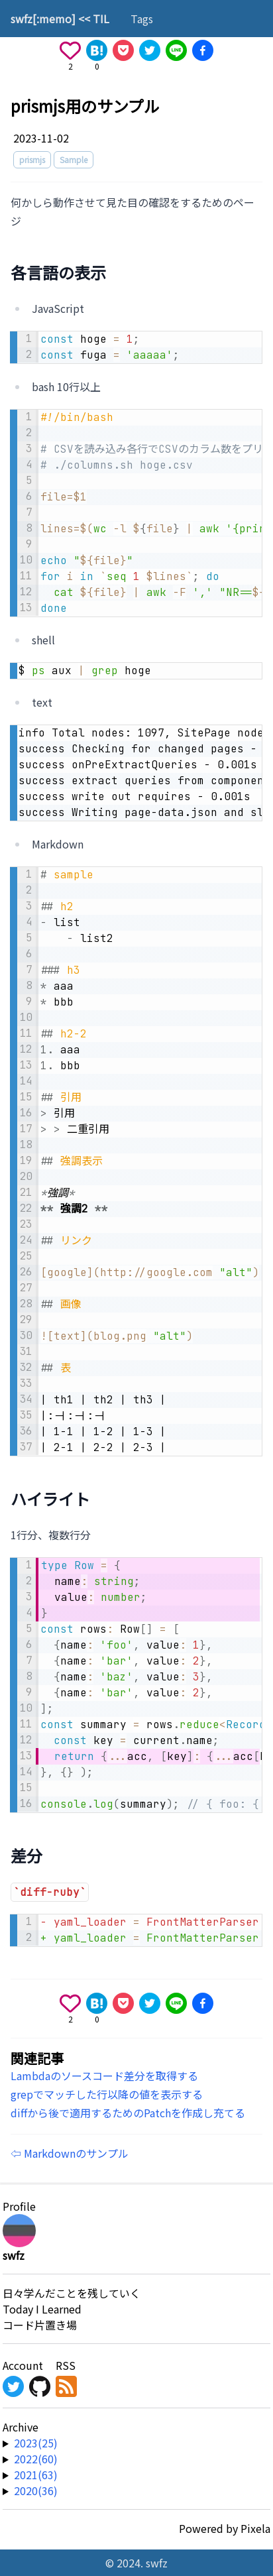 swfz[:memo] << TIL Tags
2 0
prismjs用のサンプル
2023-11-02
prismjs Sample
何かしら動作させて見た目の確認をするためのページ
各言語の表示
JavaScript
1 const hoge = 1;
2 const fuga = 'aaaaa';
bash 10行以上
1 #!/bin/bash
2
3 # CSVを読み込み各行でCSVのカラム数をプリ
4 # ./columns.sh hoge.csv
5
6 file=$1
7
8 lines=$(wc -l ${file} | awk '{prin
9
10 echo "${file}"
11 for i in `seq 1 $lines`; do
12 cat ${file} | awk -F ',' "NR==$
13 done
shell
$ ps aux | grep hoge
text
info Total nodes: 1097, SitePage node
success Checking for changed pages -
success onPreExtractQueries - 0.001s
success extract queries from componen
success write out requires - 0.001s
success Writing page-data.json and sl
Markdown
1 # sample
2
3 ## h2
4 - list
5 - list2
6
7 ### h3
8 * aaa
9 * bbb
10
11 ## h2-2
12 1. aaa
13 1. bbb
14
15 ## 引用
16 > 引用
17 > > 二重引用
18
19 ## 強調表示
20
21 *強調*
22 ** 強調2 **
23
24 ## リンク
25
26 [google](http://google.com "alt")
27
28 ## 画像
29
30 ![text](blog.png "alt")
31
32 ## 表
33
34 | th1 | th2 | th3 |
35 |:-|:-|:-|
36 | 1-1 | 1-2 | 1-3 |
37 | 2-1 | 2-2 | 2-3 |
ハイライト
1行分、複数行分
1 type Row = {
2 name: string;
3 value: number;
4 }
5 const rows: Row[] = [
6 {name: 'foo', value: 1},
7 {name: 'bar', value: 2},
8 {name: 'baz', value: 3},
9 {name: 'bar', value: 2},
10 ];
11 const summary = rows.reduce<Record
12 const key = current.name;
13 return {...acc, [key]: {...acc[k
14 }, {} );
15
16 console.log(summary); // { foo: {
差分
`diff-ruby`
1 - yaml_loader = FrontMatterParser
2 + yaml_loader = FrontMatterParser
2 0
関連記事
Lambdaのソースコード差分を取得する
grepでマッチした行以降の値を表示する
diffから後で適用するためのPatchを作成し充てる
⇦ Markdownのサンプル
Profile
swfz
日々学んだことを残していく
Today I Learned
コード片置き場
Account RSS
Archive
▶ 2023(25)
▶ 2022(60)
▶ 2021(63)
▶ 2020(36)
Powered by Pixela
© 2024. swfz